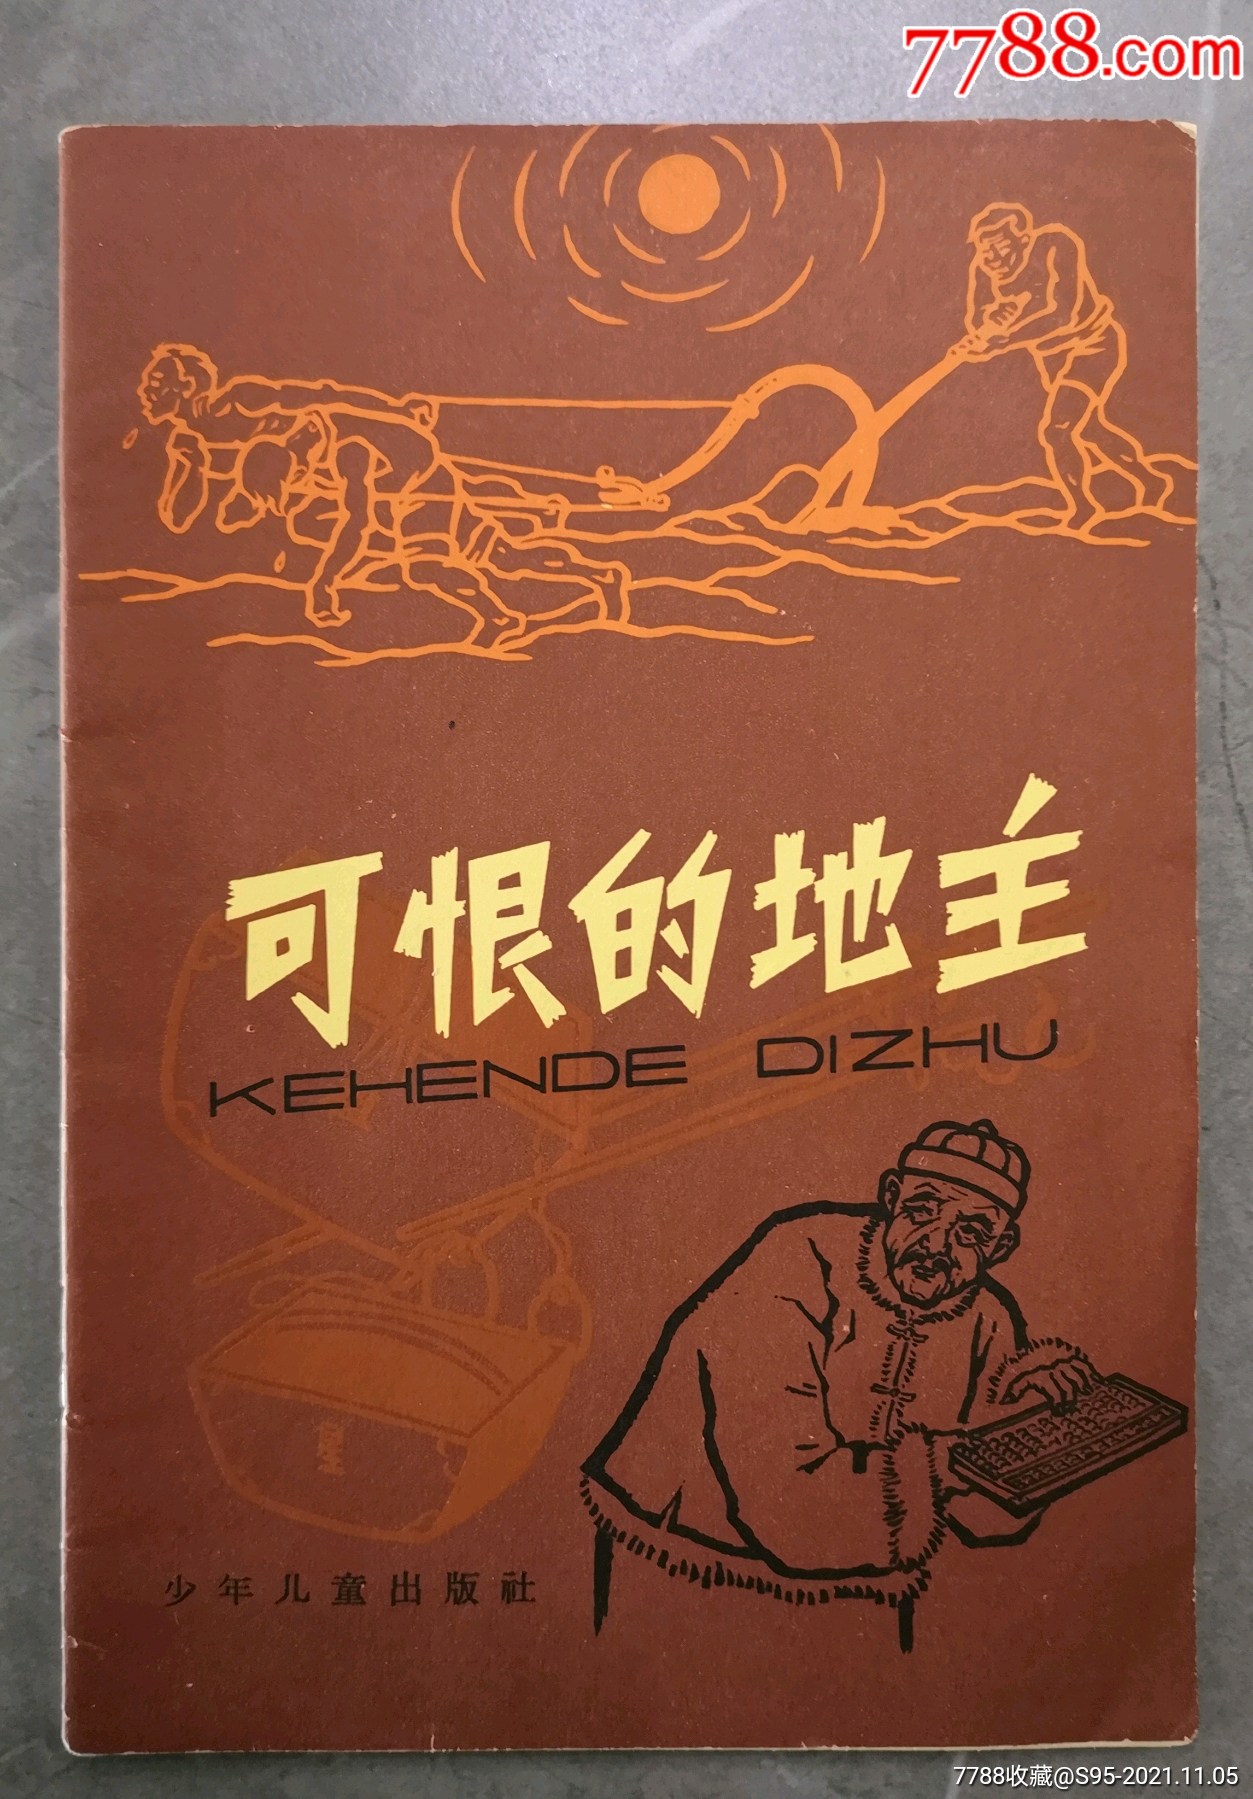 7788.com
可恨的地主
KEHENDE DIZHU
少年儿童出版社
7788收藏@S95-2021.11.05